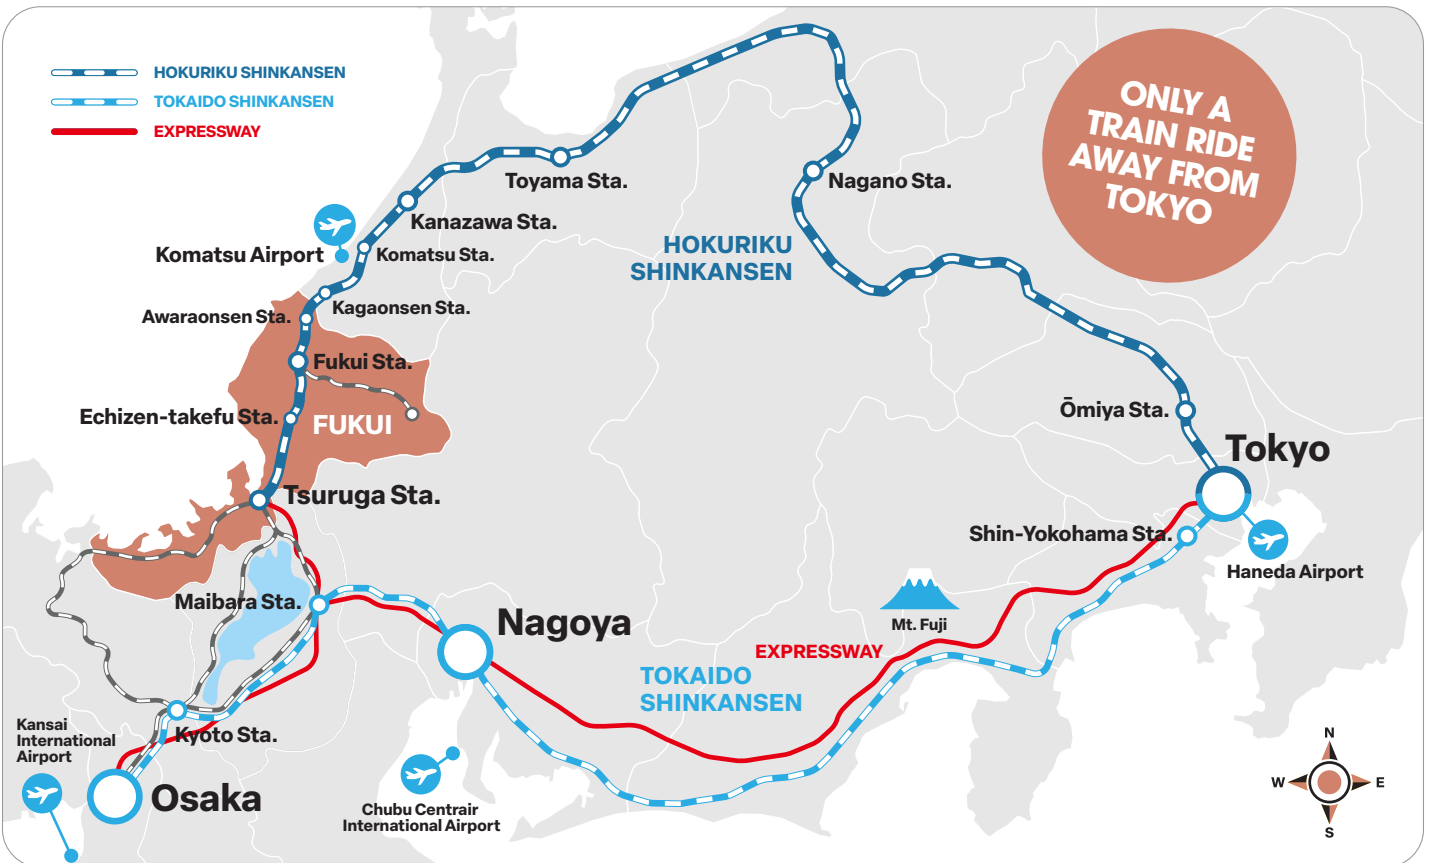 HOKURIKU SHINKANSEN
TOKAIDO SHINKANSEN
EXPRESSWAY
ONLY A
TRAIN RIDE
AWAY FROM
TOKYO
Toyama Sta.
Nagano Sta.
Kanazawa Sta.
Komatsu Airport
Komatsu Sta.
HOKURIKU
SHINKANSEN
Kagaonsen Sta.
Awaraonsen Sta.
Fukui Sta.
Echizen-takefu Sta.
FUKUI
Ōmiya Sta.
Tokyo
Tsuruga Sta.
Shin-Yokohama Sta.
Haneda Airport
Maibara Sta.
Nagoya
Mt. Fuji
EXPRESSWAY
TOKAIDO
SHINKANSEN
Kyoto Sta.
Kansai
International
Airport
Osaka
Chubu Centrair
International Airport
N
W
E
S